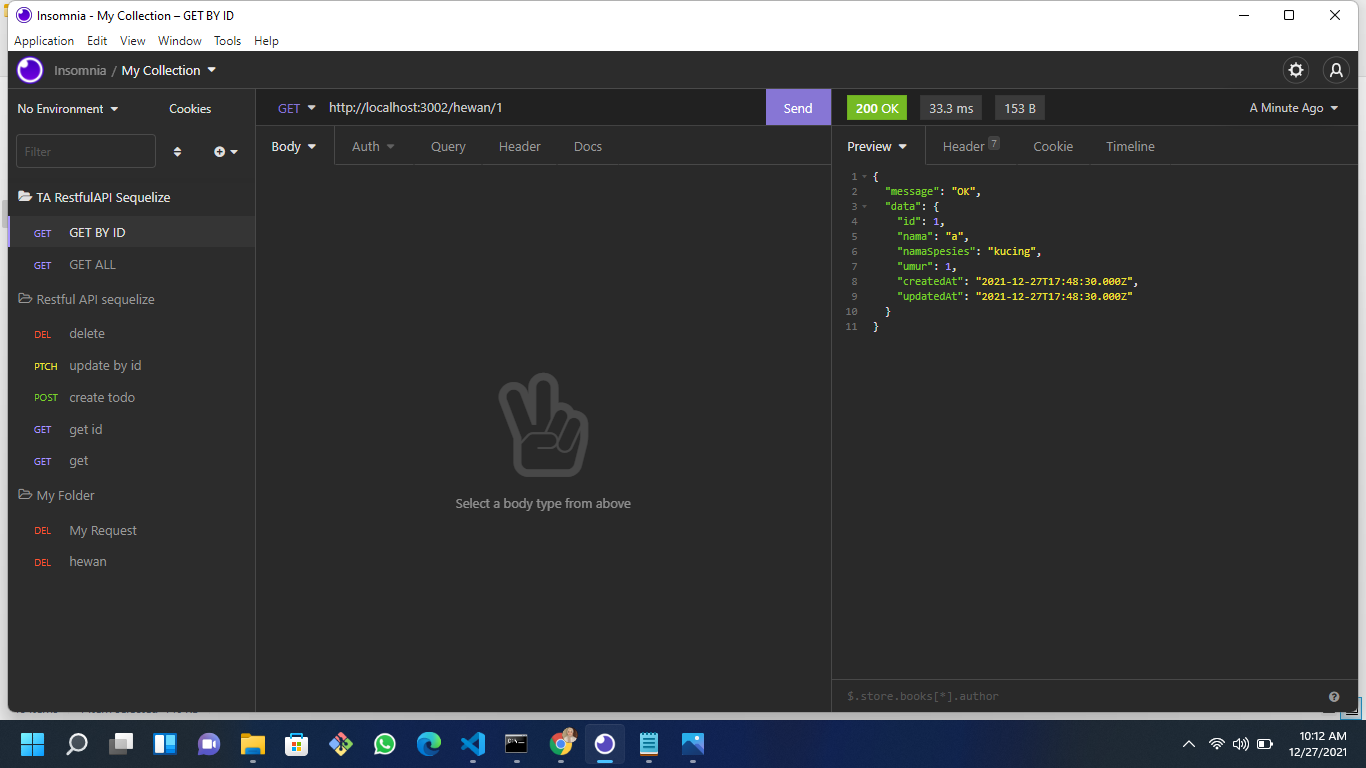 Insomnia - My Collection – GET BY ID
Application Edit View Window Tools Help
Insomnia / My Collection
No Environment Cookies
Filter
TA RestfulAPI Sequelize
GET GET BY ID
GET GET ALL
Restful API sequelize
DEL delete
PTCH update by id
POST create todo
GET get id
GET get
My Folder
DEL My Request
DEL hewan
GET http://localhost:3002/hewan/1 Send
Body Auth Query Header Docs
Select a body type from above
200 OK 33.3 ms 153 B A Minute Ago
Preview Header 7 Cookie Timeline
1 {
2 "message": "OK",
3 "data": {
4 "id": 1,
5 "nama": "a",
6 "namaSpesies": "kucing",
7 "umur": 1,
8 "createdAt": "2021-12-27T17:48:30.000Z",
9 "updatedAt": "2021-12-27T17:48:30.000Z"
10 }
11 }
$.store.books[*].author
10:12 AM
12/27/2021